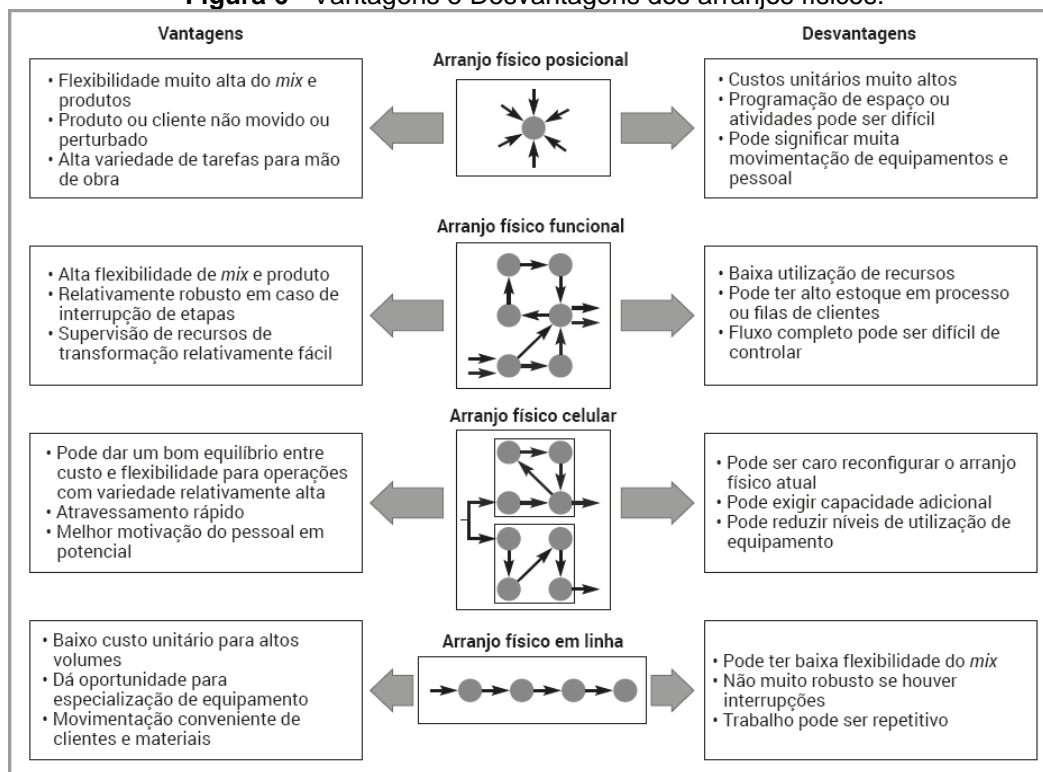 Figura - Vantagens e Desvantagens dos arranjos físicos.
Vantagens
Desvantagens
Arranjo físico posicional
• Flexibilidade muito alta do mix e
produtos
• Produto ou cliente não movido ou
perturbado
• Alta variedade de tarefas para mão
de obra
• Custos unitários muito altos
• Programação de espaço ou
atividades pode ser difícil
• Pode significar muita
movimentação de equipamentos e
pessoal
Arranjo físico funcional
• Alta flexibilidade de mix e produto
• Relativamente robusto em caso de
interrupção de etapas
• Supervisão de recursos de
transformação relativamente fácil
• Baixa utilização de recursos
• Pode ter alto estoque em processo
ou filas de clientes
• Fluxo completo pode ser difícil de
controlar
Arranjo físico celular
• Pode dar um bom equilíbrio entre
custo e flexibilidade para operações
com variedade relativamente alta
• Atravessamento rápido
• Melhor motivação do pessoal em
potencial
• Pode ser caro reconfigurar o arranjo
físico atual
• Pode exigir capacidade adicional
• Pode reduzir níveis de utilização de
equipamento
Arranjo físico em linha
• Baixo custo unitário para altos
volumes
• Dá oportunidade para
especialização de equipamento
• Movimentação conveniente de
clientes e materiais
• Pode ter baixa flexibilidade do mix
• Não muito robusto se houver
interrupções
• Trabalho pode ser repetitivo